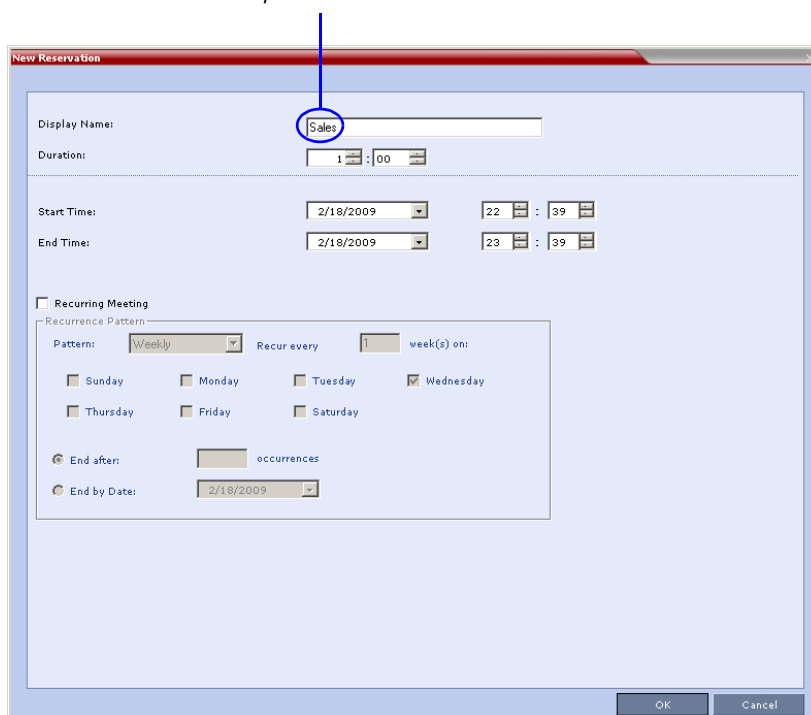 New Reservation
Display Name: Sales
Duration: 1 : 00
Start Time: 2/18/2009 22 : 39
End Time: 2/18/2009 23 : 39
Recurring Meeting
Recurrence Pattern
Pattern: Weekly Recur every 1 week(s) on:
Sunday Monday Tuesday Wednesday
Thursday Friday Saturday
End after: occurrences
End by Date: 2/18/2009
OK Cancel